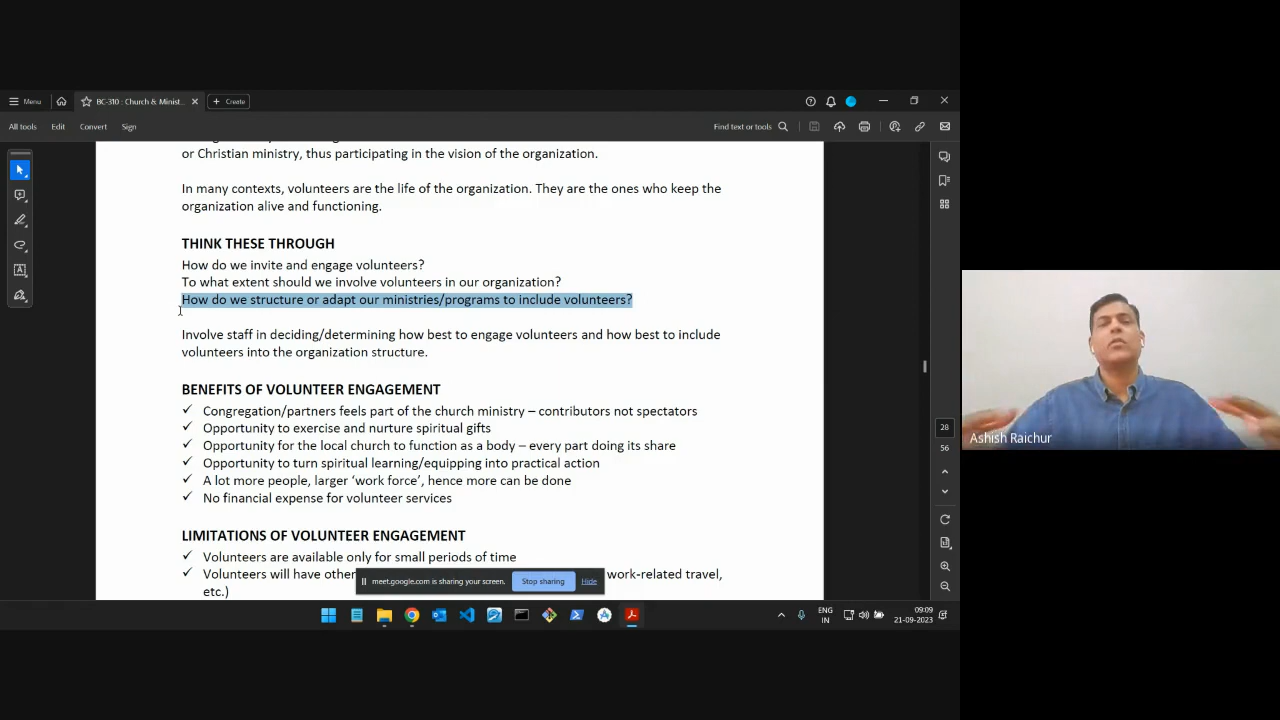 Menu
BC-310 : Church & Minist...
Create
All tools
Edit
Convert
Sign
Find text or tools
or Christian ministry, thus participating in the vision of the organization.
In many contexts, volunteers are the life of the organization. They are the ones who keep the
organization alive and functioning.
THINK THESE THROUGH
How do we invite and engage volunteers?
To what extent should we involve volunteers in our organization?
How do we structure or adapt our ministries/programs to include volunteers?
Involve staff in deciding/determining how best to engage volunteers and how best to include
volunteers into the organization structure.
BENEFITS OF VOLUNTEER ENGAGEMENT
✓ Congregation/partners feels part of the church ministry – contributors not spectators
✓ Opportunity to exercise and nurture spiritual gifts
✓ Opportunity for the local church to function as a body – every part doing its share
✓ Opportunity to turn spiritual learning/equipping into practical action
✓ A lot more people, larger ‘work force’, hence more can be done
✓ No financial expense for volunteer services
LIMITATIONS OF VOLUNTEER ENGAGEMENT
✓ Volunteers are available only for small periods of time
✓ Volunteers will have other work-related travel,
etc.)
meet.google.com is sharing your screen.
Stop sharing
Hide
28
56
Ashish Raichur
ENG
IN
09:09
21-09-2023